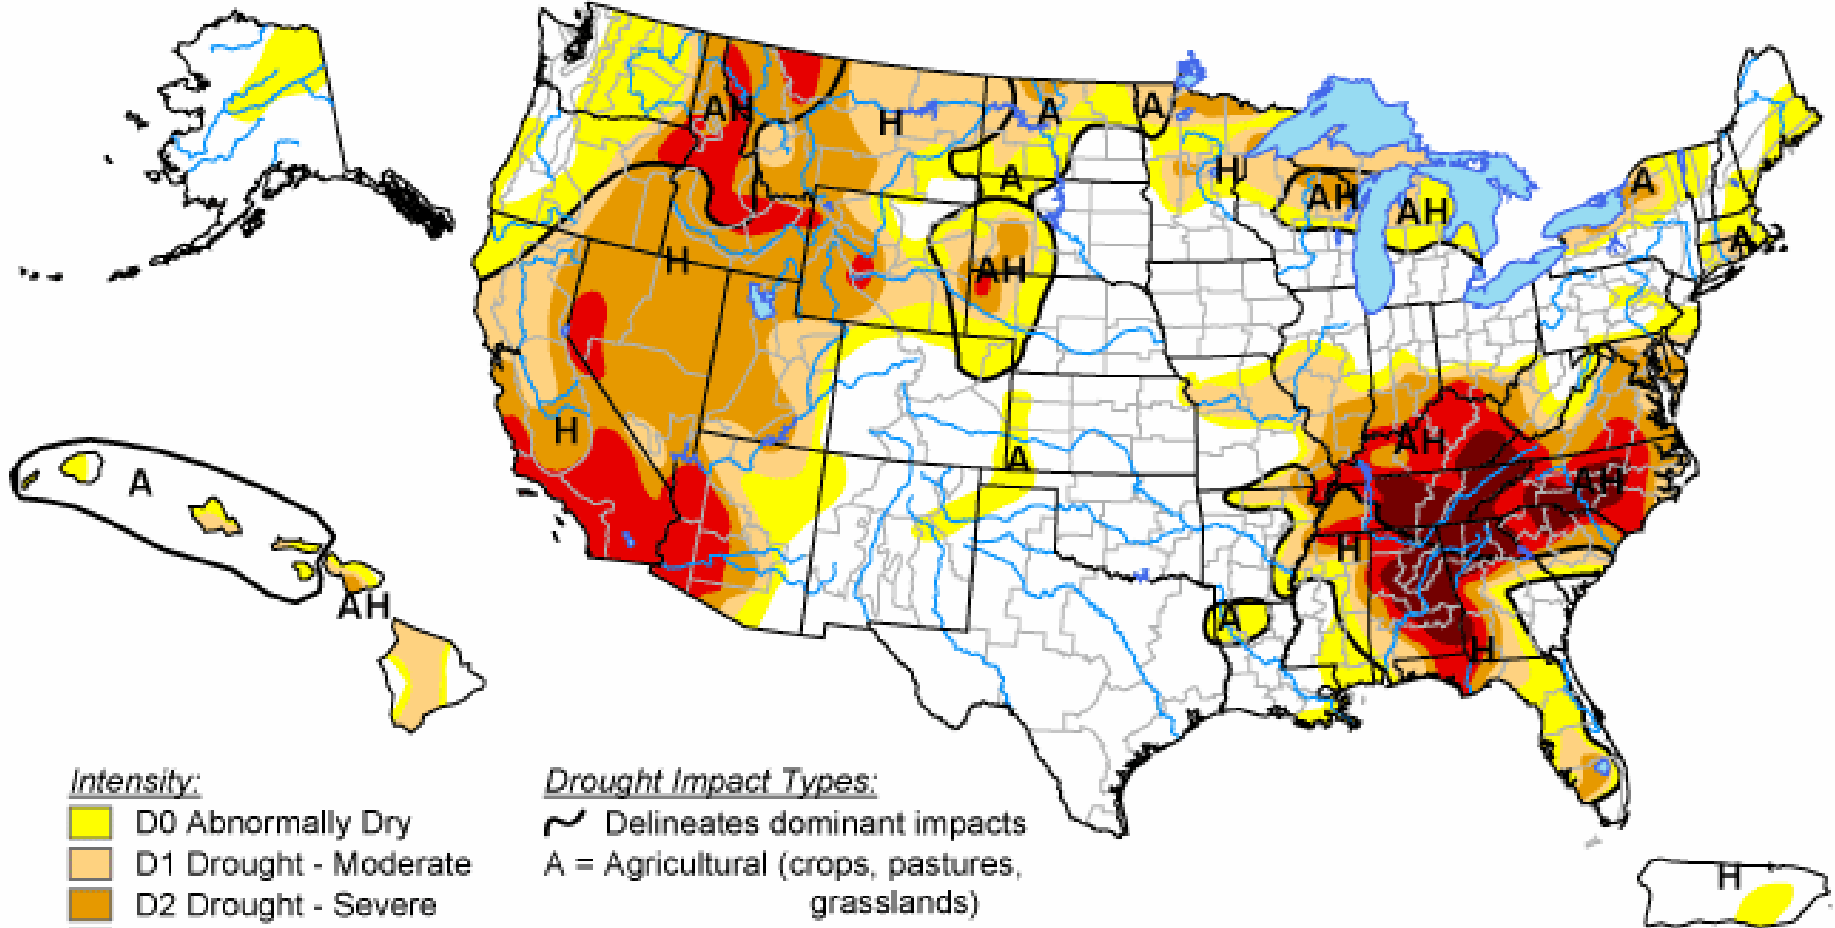 AH
A
A
H
A
H
AH
AH
A
A
H
AH
H
AH
A
AH
A
H
AH
A
H
H
Intensity:
D0 Abnormally Dry
D1 Drought - Moderate
D2 Drought - Severe
Drought Impact Types:
Delineates dominant impacts
A = Agricultural (crops, pastures,
grasslands)
H